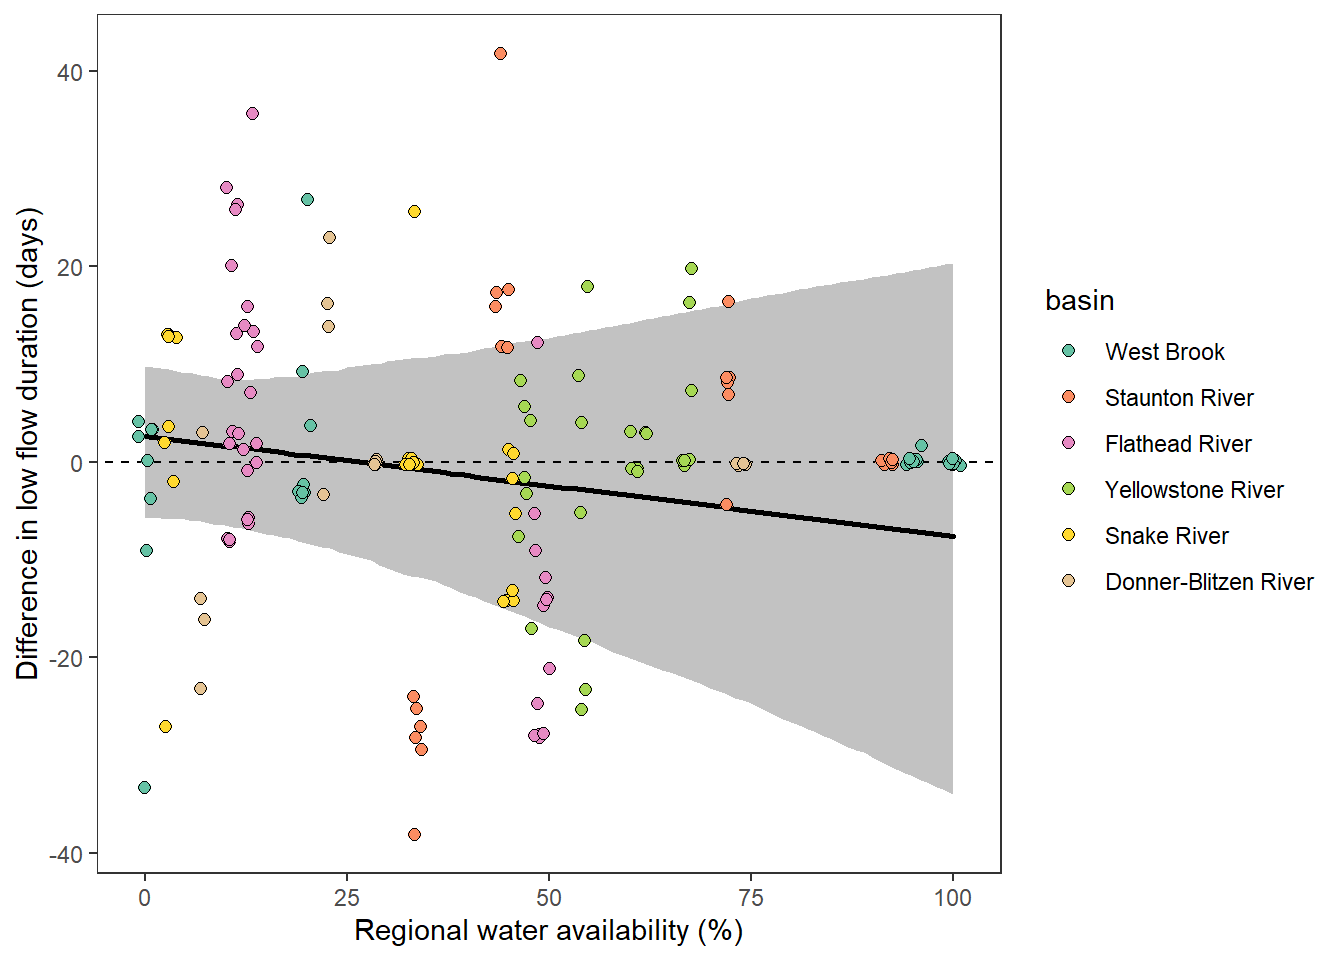 Difference in low flow duration (days)
40
20
0
-20
-40
0
25
50
75
100
Regional water availability (%)
basin
West Brook
Staunton River
Flathead River
Yellowstone River
Snake River
Donner-Blitzen River